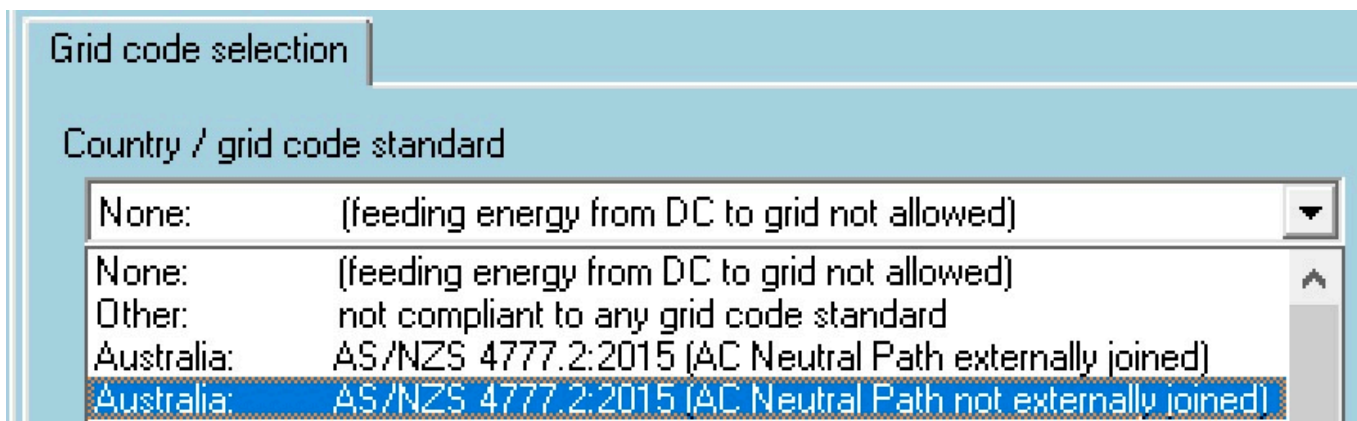 Grid code selection
Country / grid code standard
None: (feeding energy from DC to grid not allowed)
None: (feeding energy from DC to grid not allowed)
Other: not compliant to any grid code standard
Australia: AS/NZS 4777.2:2015 (AC Neutral Path externally joined)
Australia: AS/NZS 4777.2:2015 (AC Neutral Path not externally joined)